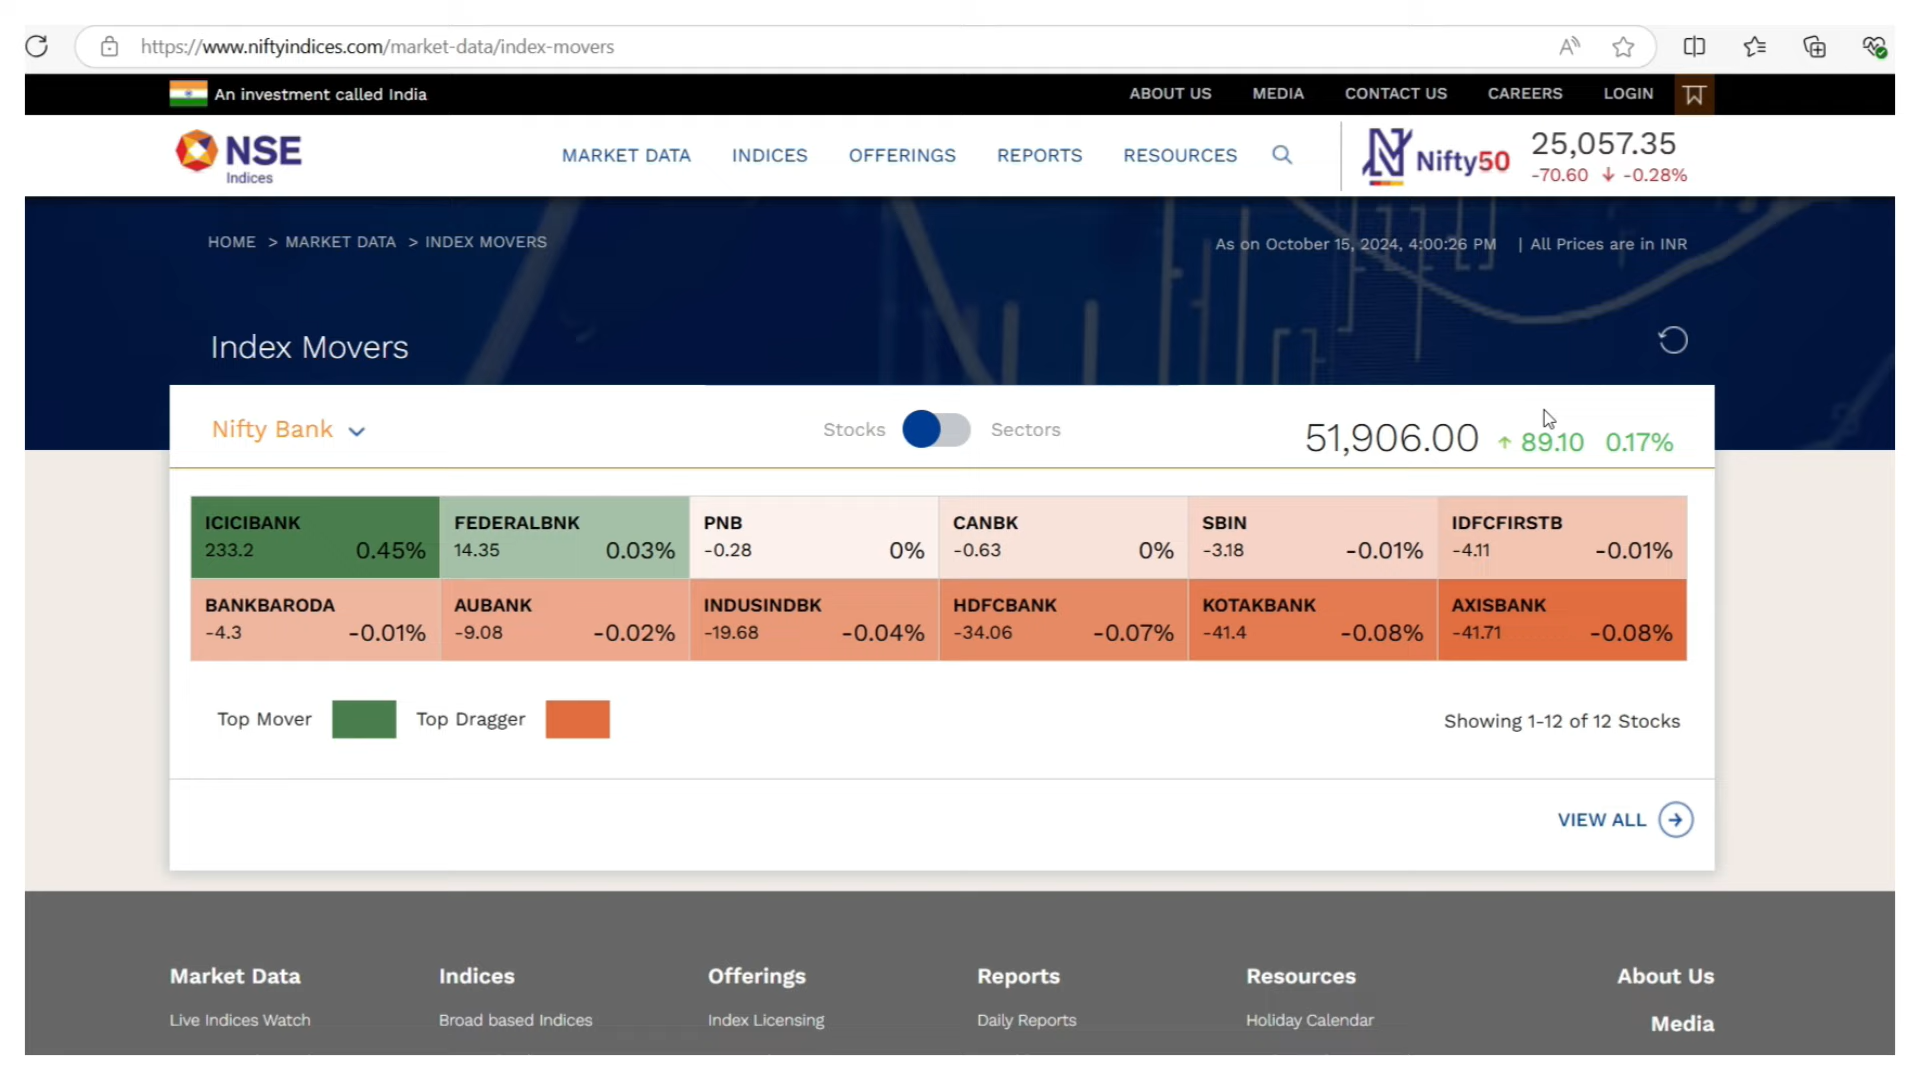 https://www.niftyindices.com/market-data/index-movers
An investment called India
ABOUT US MEDIA CONTACT US CAREERS LOGIN
NSE
Indices
MARKET DATA INDICES OFFERINGS REPORTS RESOURCES
Nifty50
25,057.35
-70.60 ↓ -0.28%
HOME > MARKET DATA > INDEX MOVERS
As on October 15, 2024, 4:00:26 PM | All Prices are in INR
Index Movers
Nifty Bank
Stocks Sectors
51,906.00 ↑ 89.10 0.17%
ICICIBANK FEDERALBNK PNB CANBK SBIN IDFCFIRSTB
233.2 0.45% 14.35 0.03% -0.28 0% -0.63 0% -3.18 -0.01% -4.11 -0.01%
BANKBARODA AUBANK INDUSINDBK HDFCBANK KOTAKBANK AXISBANK
-4.3 -0.01% -9.08 -0.02% -19.68 -0.04% -34.06 -0.07% -41.4 -0.08% -41.71 -0.08%
Top Mover Top Dragger
Showing 1-12 of 12 Stocks
VIEW ALL
Market Data Indices Offerings Reports Resources About Us
Live Indices Watch Broad based Indices Index Licensing Daily Reports Holiday Calendar Media